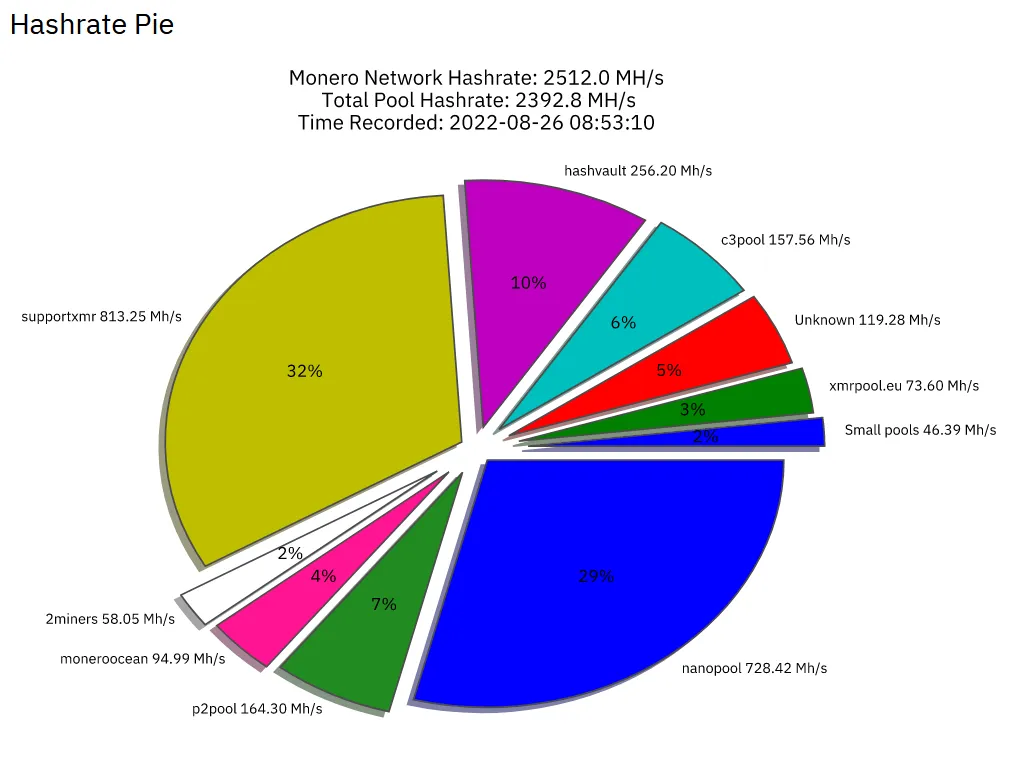 Hashrate Pie
Monero Network Hashrate: 2512.0 MH/s
Total Pool Hashrate: 2392.8 MH/s
Time Recorded: 2022-08-26 08:53:10
hashvault 256.20 Mh/s
c3pool 157.56 Mh/s
10%
supportxmr 813.25 Mh/s
6%
Unknown 119.28 Mh/s
32%
5%
xmrpool.eu 73.60 Mh/s
3%
Small pools 46.39 Mh/s
2%
2%
4%
29%
7%
2miners 58.05 Mh/s
moneroocean 94.99 Mh/s
nanopool 728.42 Mh/s
p2pool 164.30 Mh/s